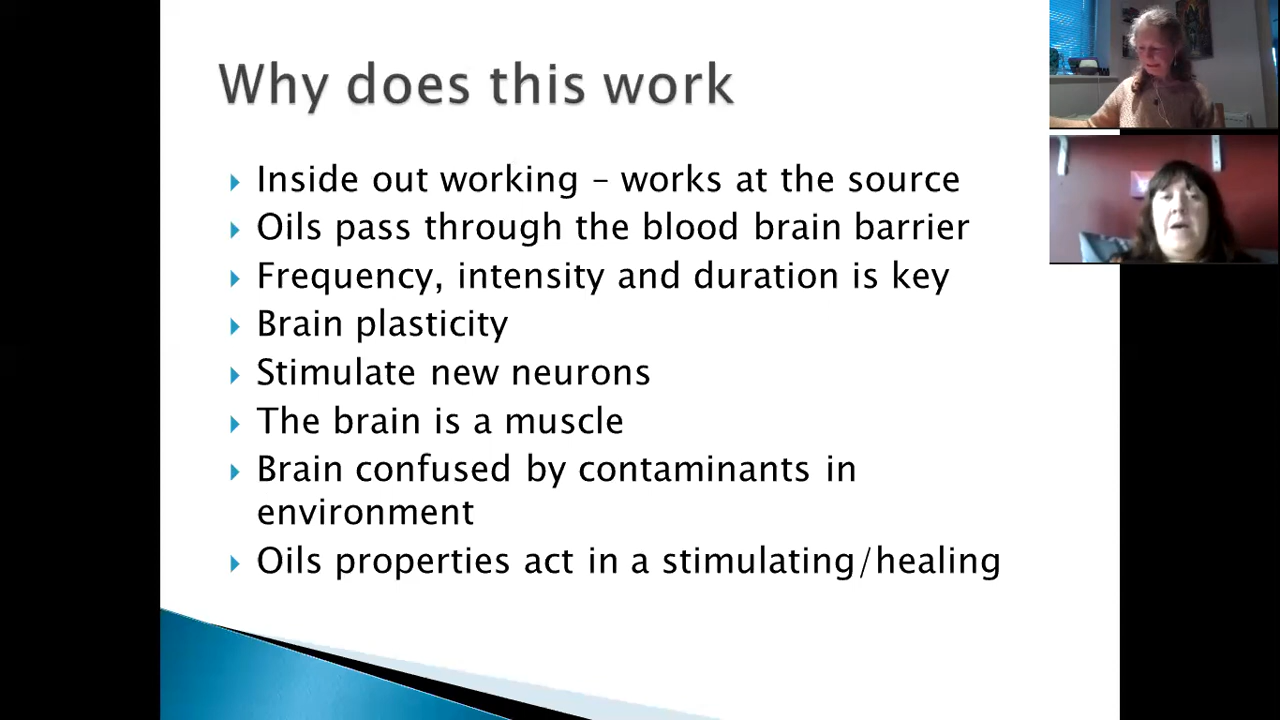 Why does this work
Inside out working – works at the source
Oils pass through the blood brain barrier
Frequency, intensity and duration is key
Brain plasticity
Stimulate new neurons
The brain is a muscle
Brain confused by contaminants in
environment
Oils properties act in a stimulating/healing